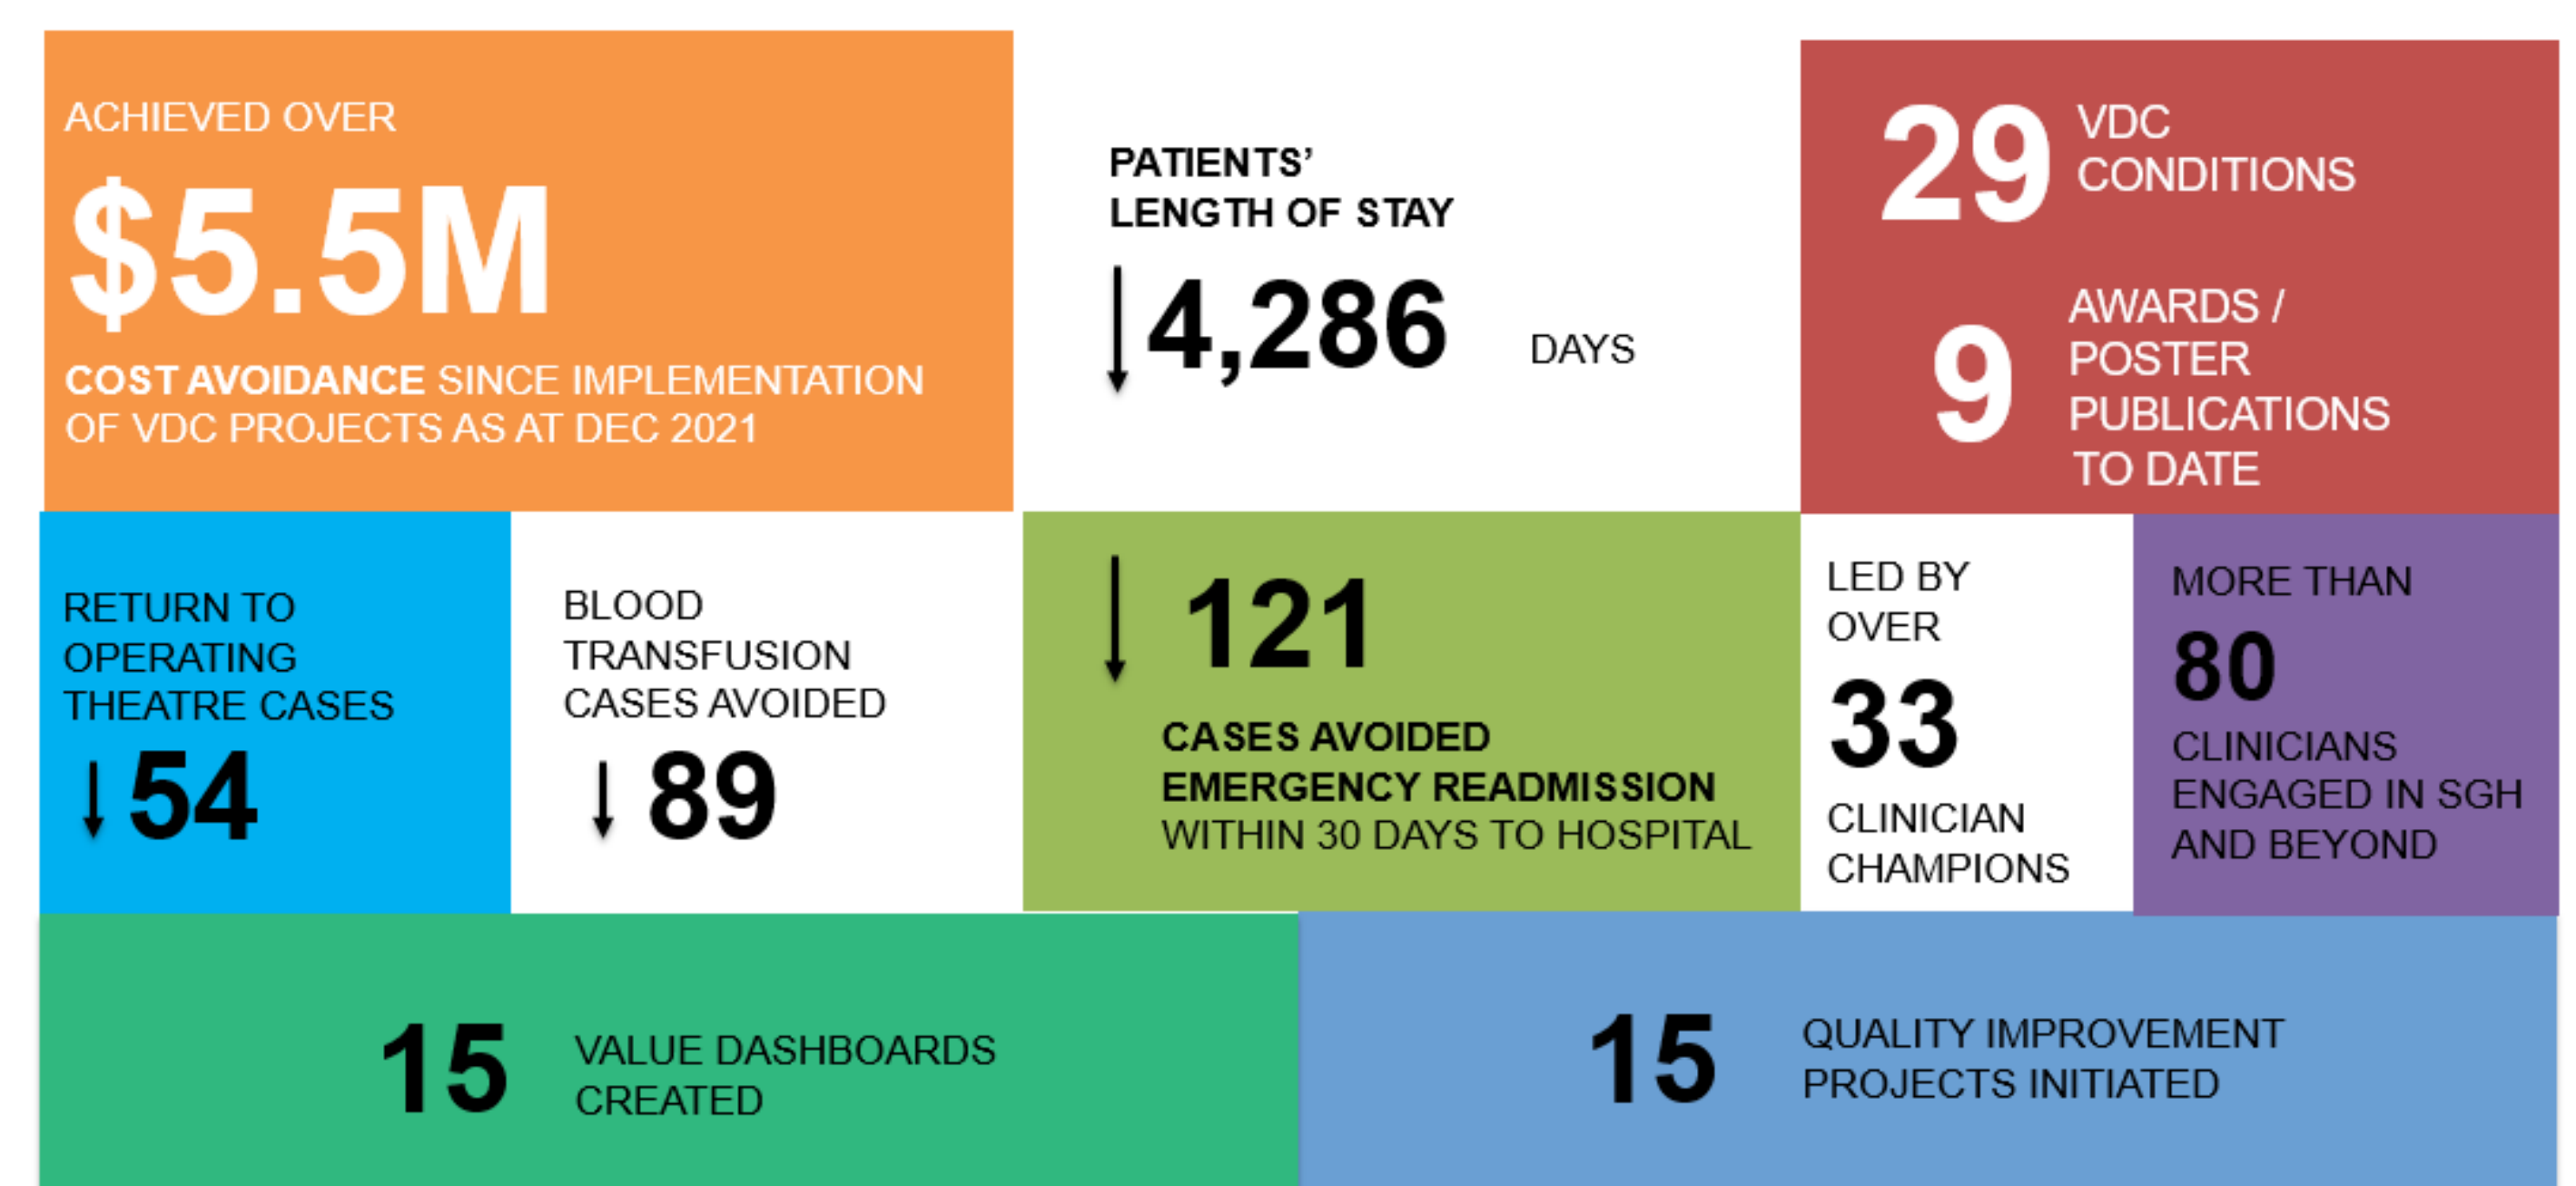 ACHIEVED OVER
$5.5M
COST AVOIDANCE SINCE IMPLEMENTATION
OF VDC PROJECTS AS AT DEC 2021
PATIENTS’
LENGTH OF STAY
↓4,286 DAYS
29 VDC
CONDITIONS
9 AWARDS /
POSTER
PUBLICATIONS
TO DATE
RETURN TO
OPERATING
THEATRE CASES
↓54
BLOOD
TRANSFUSION
CASES AVOIDED
↓ 89
↓ 121
CASES AVOIDED
EMERGENCY READMISSION
WITHIN 30 DAYS TO HOSPITAL
LED BY
OVER
33
CLINICIAN
CHAMPIONS
MORE THAN
80
CLINICIANS
ENGAGED IN SGH
AND BEYOND
15 VALUE DASHBOARDS
CREATED
15 QUALITY IMPROVEMENT
PROJECTS INITIATED